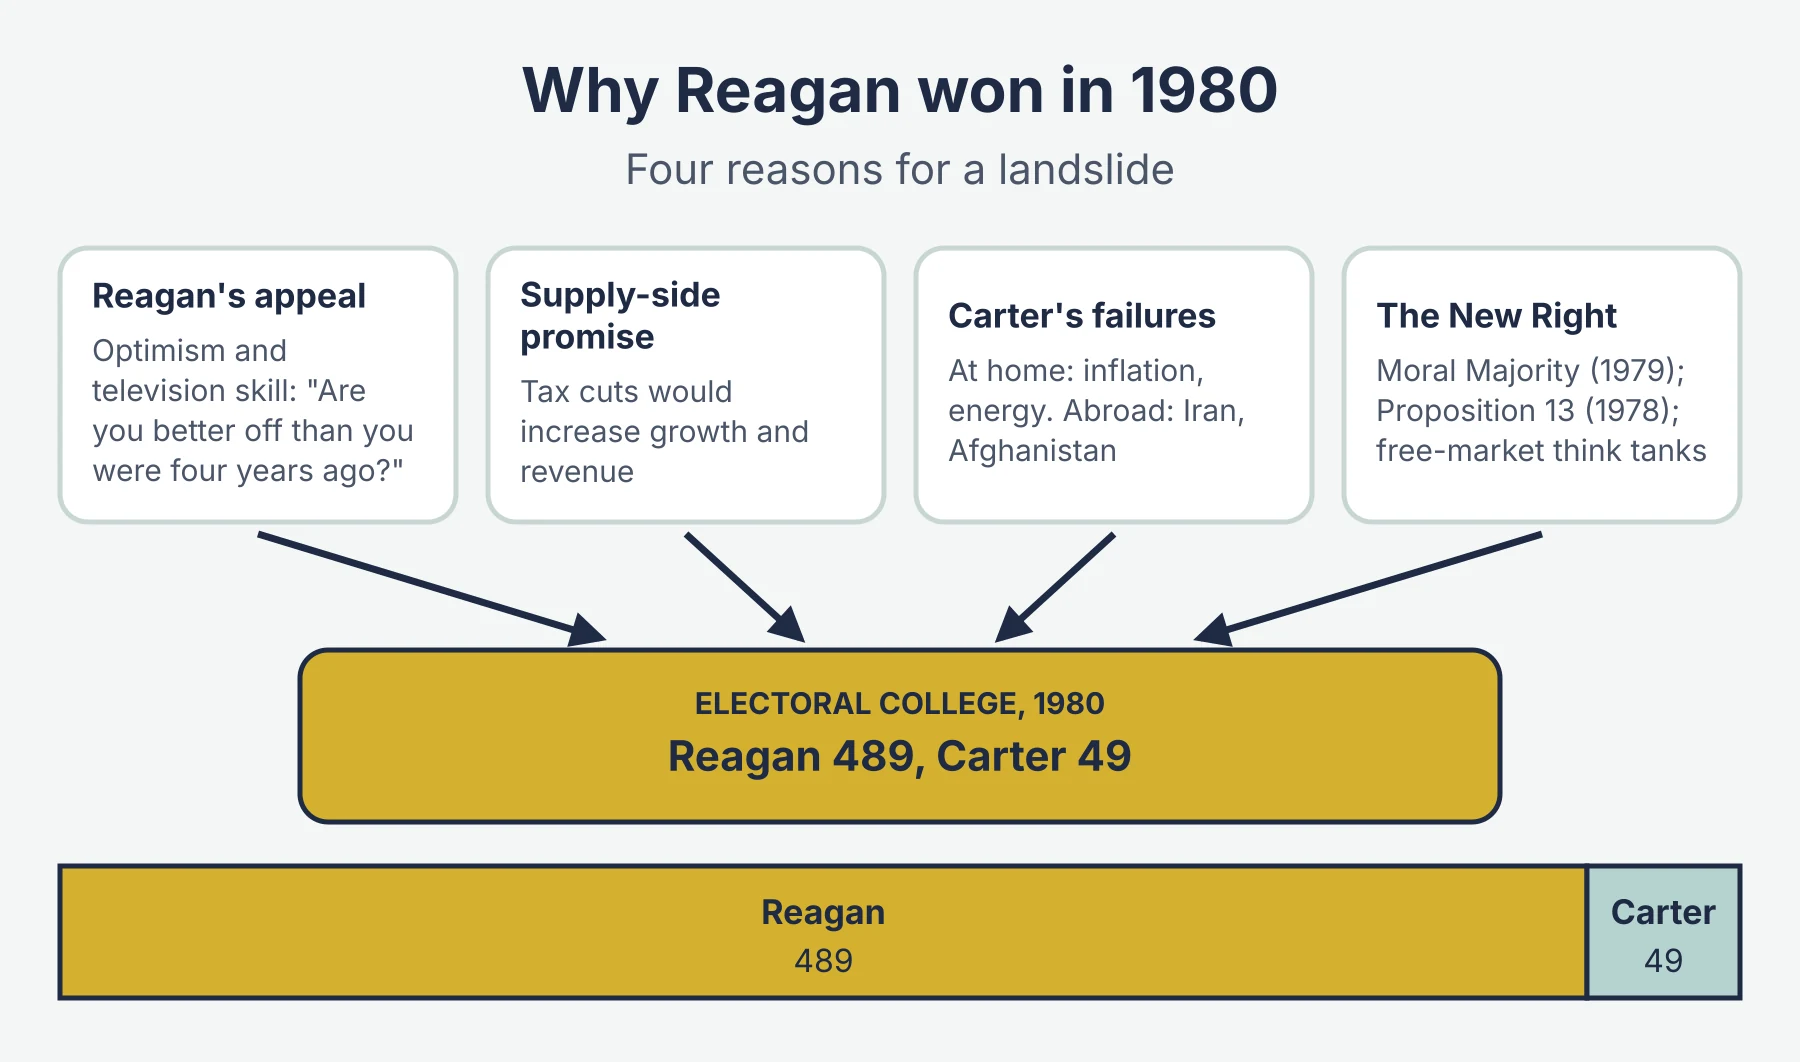 Why Reagan won in 1980
Four reasons for a landslide
Reagan's appeal
Optimism and
television skill: "Are
you better off than you
were four years ago?"
Supply-side
promise
Tax cuts would
increase growth and
revenue
Carter's failures
At home: inflation,
energy. Abroad: Iran,
Afghanistan
The New Right
Moral Majority (1979);
Proposition 13 (1978);
free-market think tanks
ELECTORAL COLLEGE, 1980
Reagan 489, Carter 49
Reagan
489
Carter
49